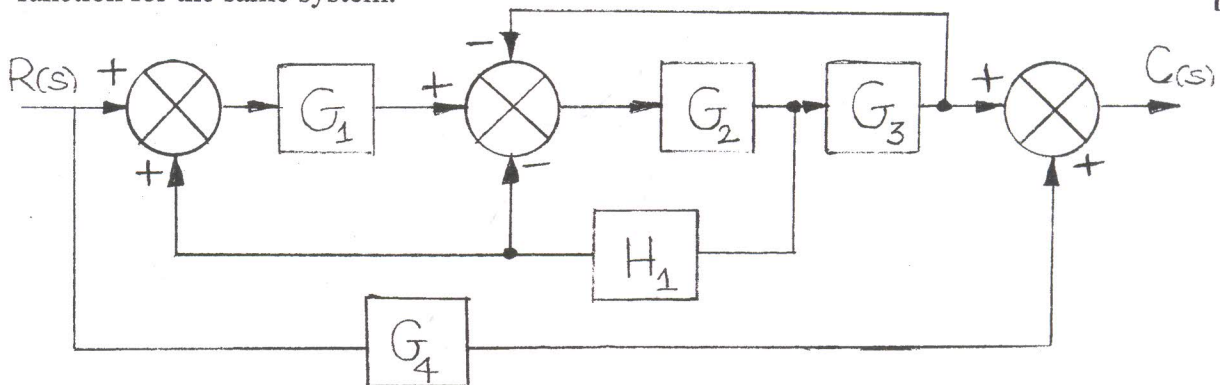 function for the same system.
R(s) + + G1 + - - G2 G3 + + C(s)
H1
G4